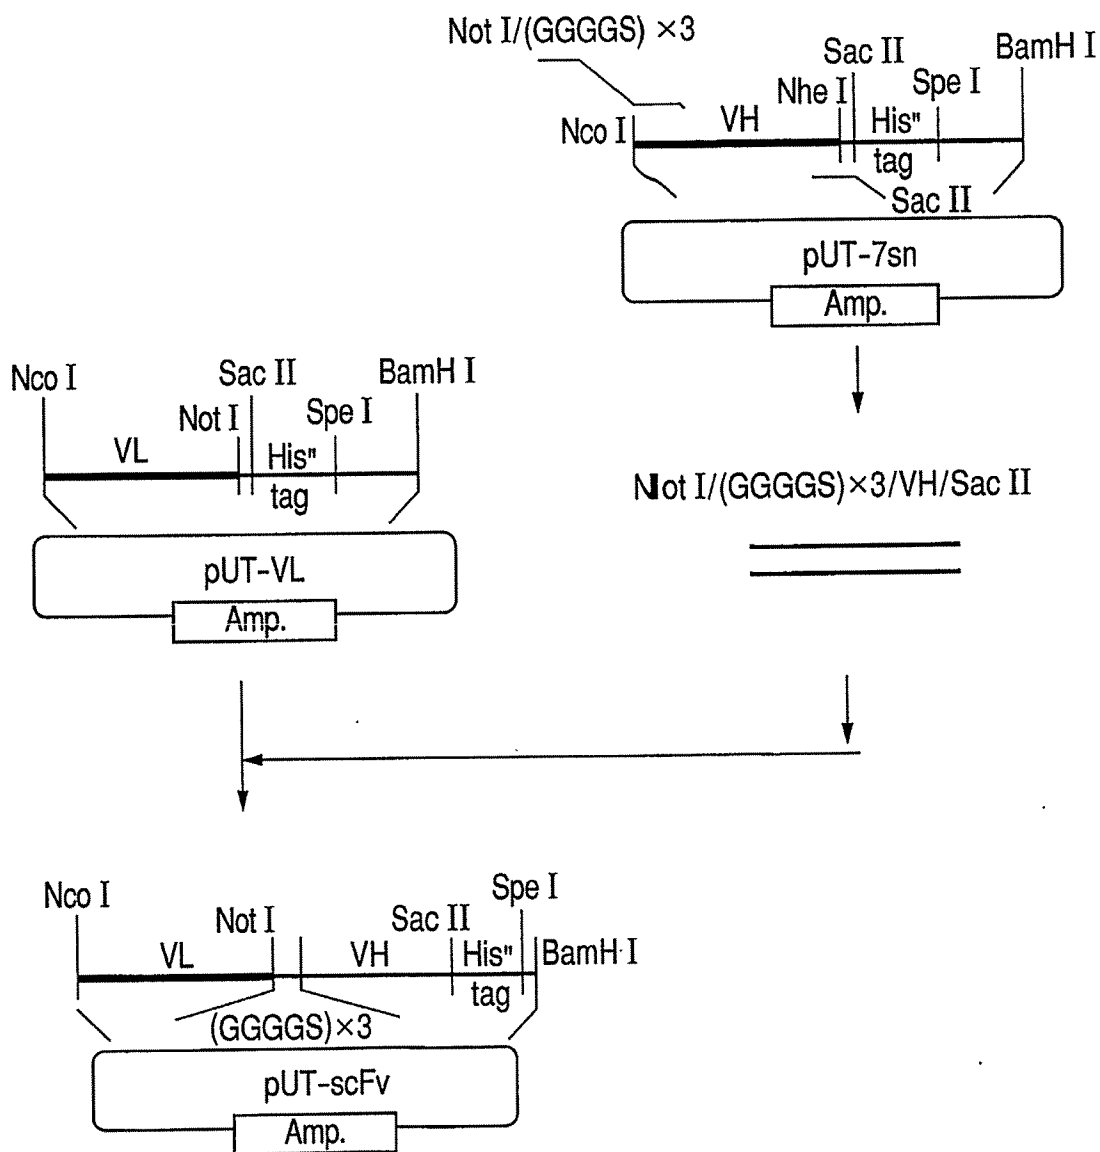 Not I/(GGGGS) ×3
Sac II
BamH I
Nhe I
Spe I
Nco I
VH
His"
tag
Sac II
pUT-7sn
Amp.
Nco I
Sac II
BamH I
Not I
Spe I
VL
His"
tag
pUT-VL
Amp.
Not I/(GGGGS)×3/VH/Sac II
Nco I
Not I
Sac II
Spe I
VL
VH
His"
BamH I
tag
(GGGGS)×3
pUT-scFv
Amp.